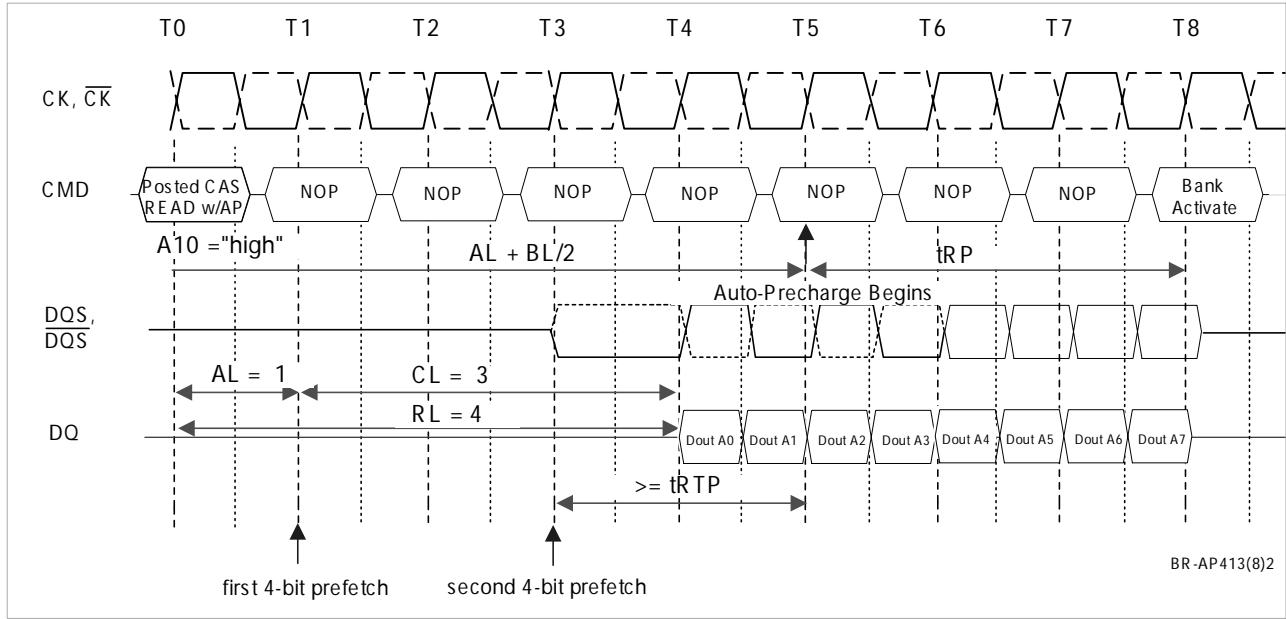 T0 T1 T2 T3 T4 T5 T6 T7 T8
CK, CK
CMD
Posted CAS
READ w/AP
NOP NOP NOP NOP NOP NOP NOP
Bank
Activate
A10 ="high"
AL + BL/2
tRP
Auto-Precharge Begins
DQS,
DQS
AL = 1
CL = 3
RL = 4
DQ
Dout A0 Dout A1 Dout A2 Dout A3 Dout A4 Dout A5 Dout A6 Dout A7
>= tRTP
first 4-bit prefetch
second 4-bit prefetch
BR-AP413(8)2